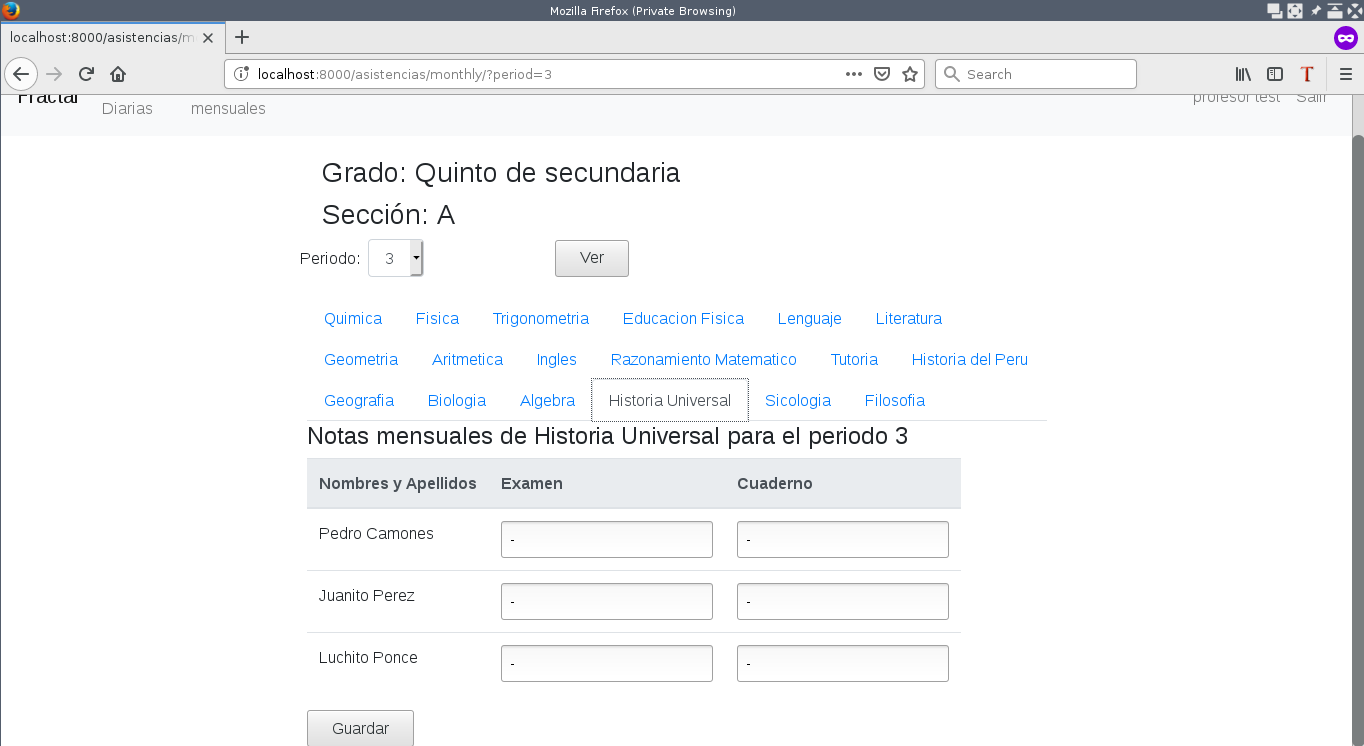 Mozilla Firefox (Private Browsing)
localhost:8000/asistencias/m
localhost:8000/asistencias/monthly/?period=3
Search
Fractal Diarias mensuales profesor test Salir
Grado: Quinto de secundaria
Sección: A
Periodo: 3 Ver
Quimica Fisica Trigonometria Educacion Fisica Lenguaje Literatura
Geometria Aritmetica Ingles Razonamiento Matematico Tutoria Historia del Peru
Geografia Biologia Algebra Historia Universal Sicologia Filosofia
Notas mensuales de Historia Universal para el periodo 3
Nombres y Apellidos Examen Cuaderno
Pedro Camones - -
Juanito Perez - -
Luchito Ponce - -
Guardar